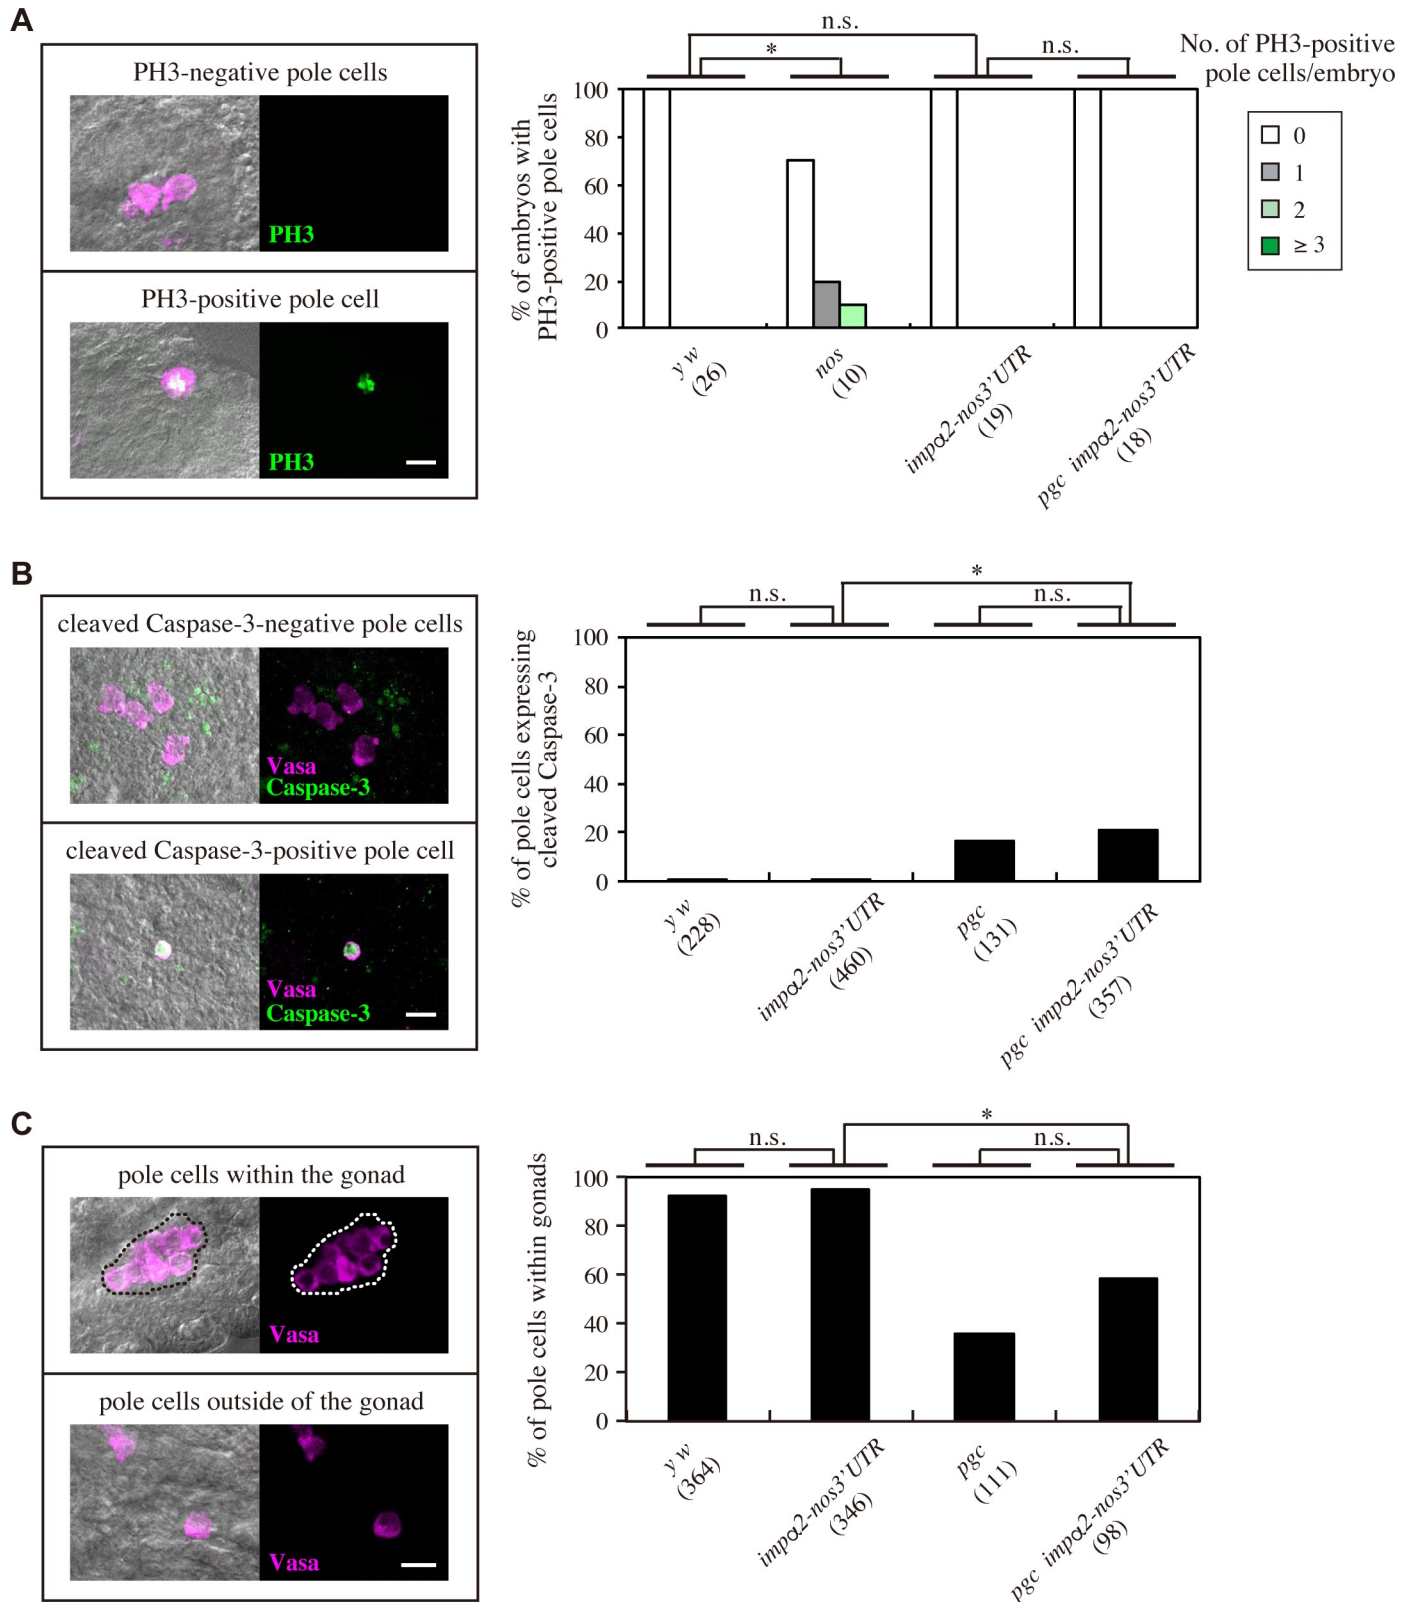 A
PH3-negative pole cells
PH3
PH3-positive pole cell
PH3
n.s.
*
n.s.
No. of PH3-positive
pole cells/embryo
0
1
2
≥ 3
% of embryos with
PH3-positive pole cells
100
80
60
40
20
0
y w
(26)
nos
(10)
impα2-nos3’UTR
(19)
pgc impα2-nos3’UTR
(18)
B
cleaved Caspase-3-negative pole cells
Vasa
Caspase-3
cleaved Caspase-3-positive pole cell
Vasa
Caspase-3
*
n.s.
n.s.
% of pole cells expressing
cleaved Caspase-3
100
80
60
40
20
0
y w
(228)
impα2-nos3’UTR
(460)
pgc
(131)
pgc impα2-nos3’UTR
(357)
C
pole cells within the gonad
Vasa
pole cells outside of the gonad
Vasa
*
n.s.
n.s.
% of pole cells within gonads
100
80
60
40
20
0
y w
(364)
impα2-nos3’UTR
(346)
pgc
(111)
pgc impα2-nos3’UTR
(98)